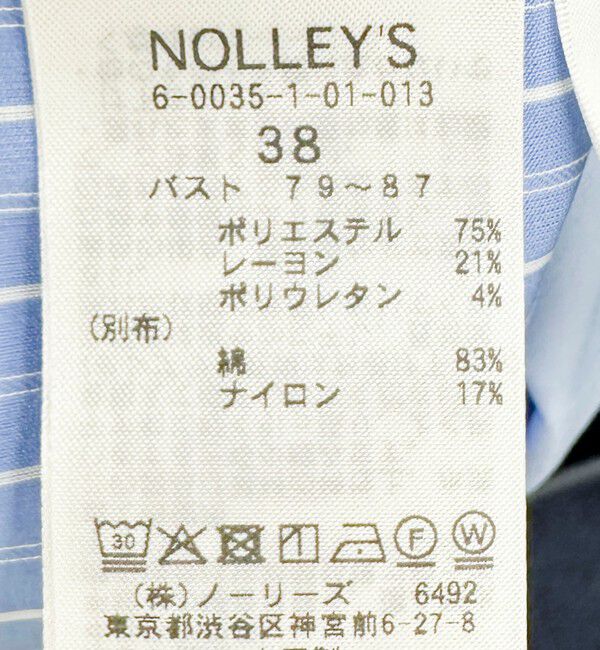 NOLLEY'S
6-0035-1-01-013
38
バスト 79～87
ポリエステル 75%
レーヨン 21%
ポリウレタン 4%
(別布)
綿 83%
ナイロン 17%
30 F W
(株)ノーリーズ 6492
東京都渋谷区神宮前6-27-8